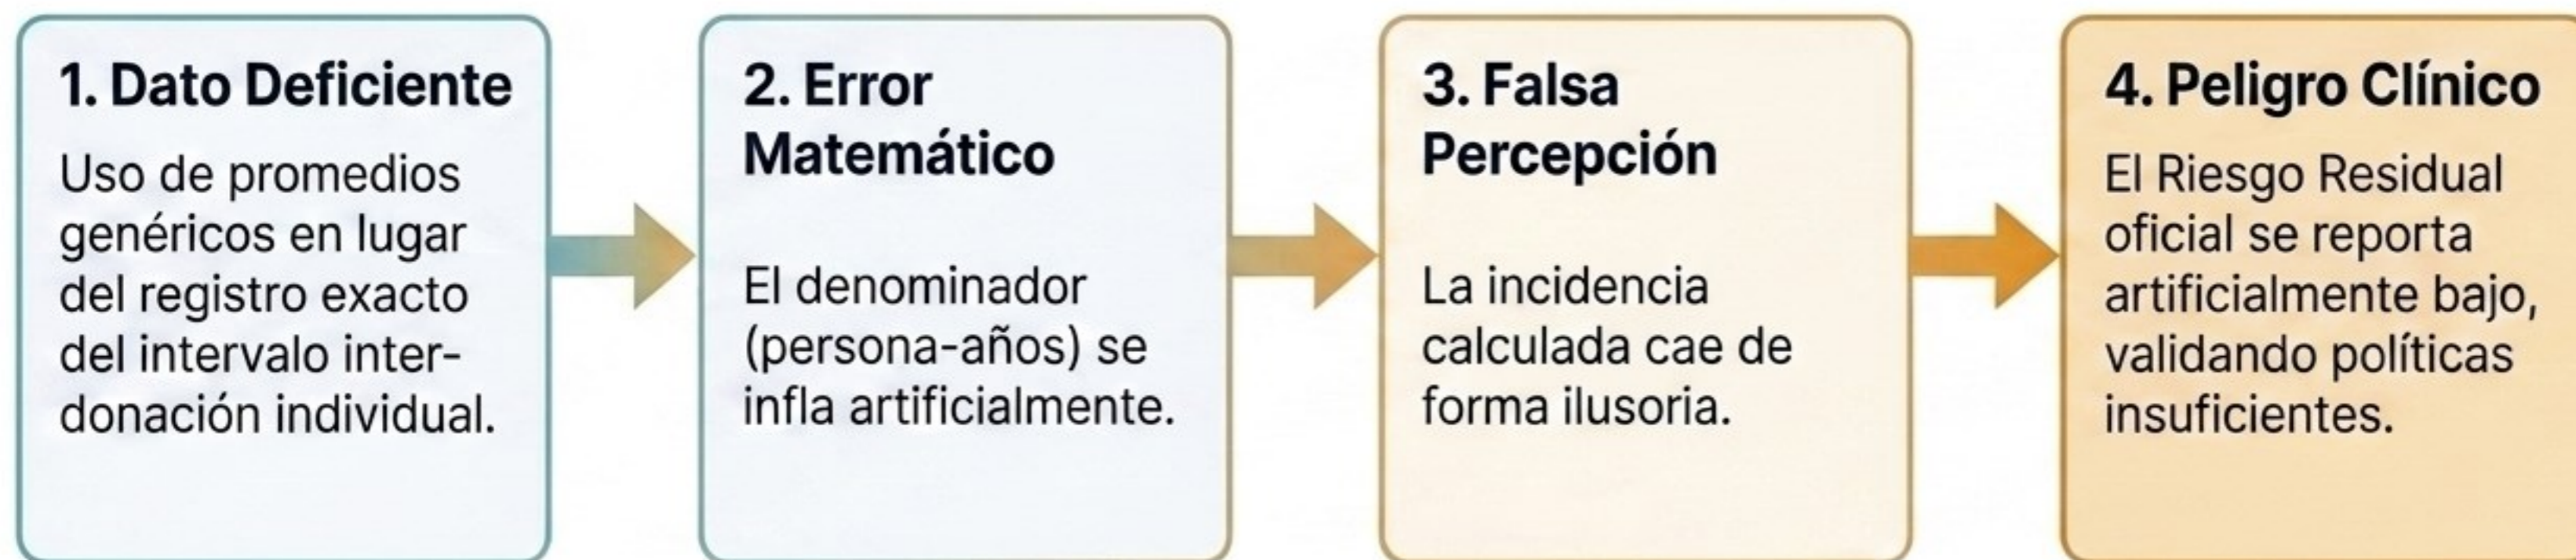 1. Dato Deficiente
Uso de promedios
genéricos en lugar
del registro exacto
del intervalo inter-
donación individual.
2. Error
Matemático
El denominador
(persona-años) se
infla artificialmente.
3. Falsa
Percepción
La incidencia
calculada cae de
forma ilusoria.
4. Peligro Clínico
El Riesgo Residual
oficial se reporta
artificialmente bajo,
validando políticas
insuficientes.